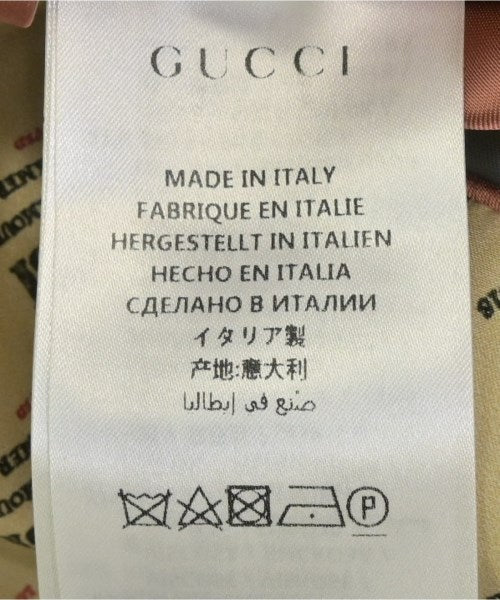 GUCCI
MADE IN ITALY
FABRIQUE EN ITALIE
HERGESTELLT IN ITALIEN
HECHO EN ITALIA
СДЕЛАНО В ИТАЛИИ
イタリア製
产地:意大利
صنع في إيطاليا
P